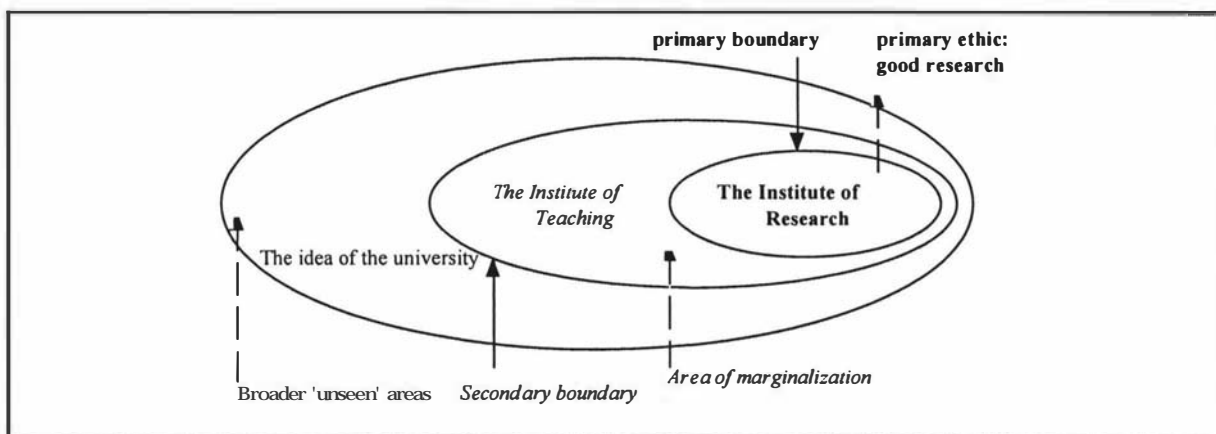 primary boundary
primary ethic:
good research
The Institute of
Teaching
The Institute of
Research
The idea of the university
Broader 'unseen' areas
Secondary boundary
Area of marginalization